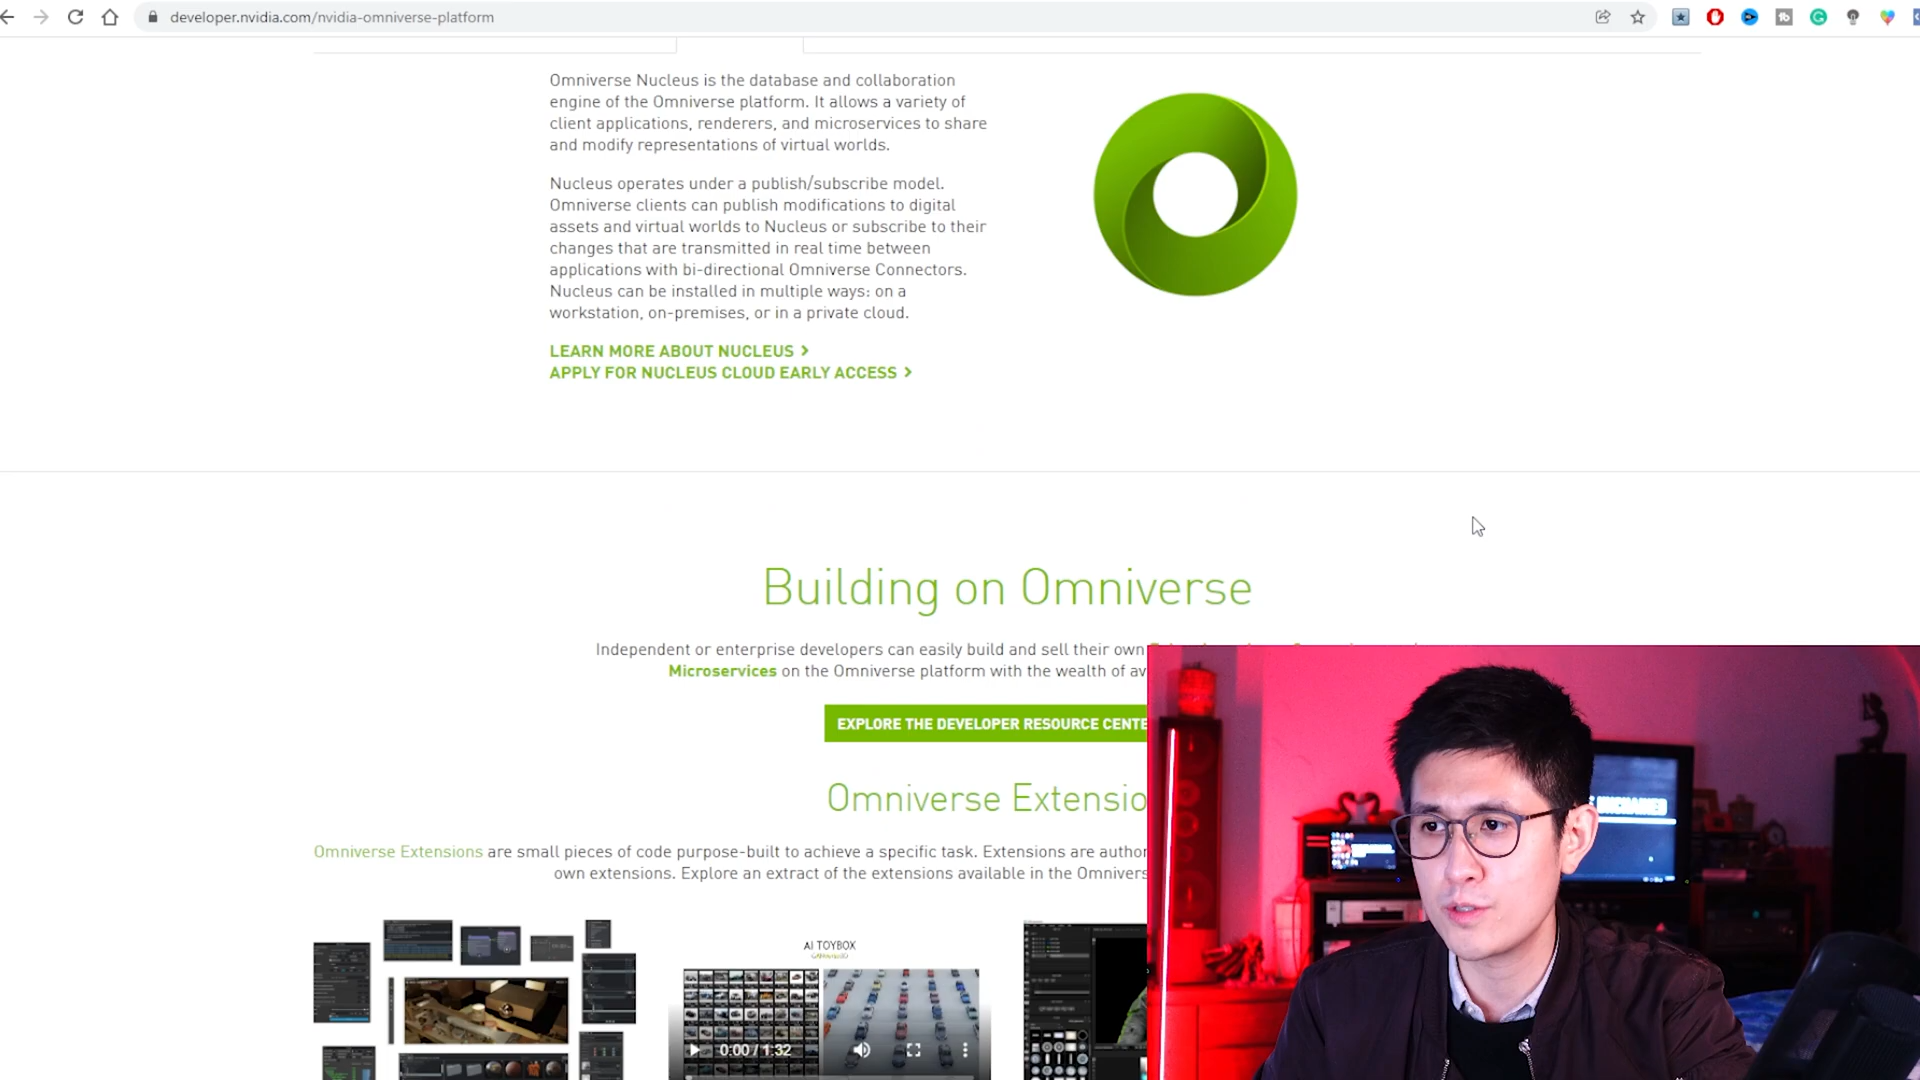 developer.nvidia.com/nvidia-omniverse-platform
Omniverse Nucleus is the database and collaboration
engine of the Omniverse platform. It allows a variety of
client applications, renderers, and microservices to share
and modify representations of virtual worlds.
Nucleus operates under a publish/subscribe model.
Omniverse clients can publish modifications to digital
assets and virtual worlds to Nucleus or subscribe to their
changes that are transmitted in real time between
applications with bi-directional Omniverse Connectors.
Nucleus can be installed in multiple ways: on a
workstation, on-premises, or in a private cloud.
LEARN MORE ABOUT NUCLEUS >
APPLY FOR NUCLEUS CLOUD EARLY ACCESS >
Building on Omniverse
Independent or enterprise developers can easily build and sell their own
Microservices on the Omniverse platform with the wealth of av
EXPLORE THE DEVELOPER RESOURCE CENTE
Omniverse Extensio
Omniverse Extensions are small pieces of code purpose-built to achieve a specific task. Extensions are author
own extensions. Explore an extract of the extensions available in the Omnivers
AI TOYBOX
0:00 / 1:32